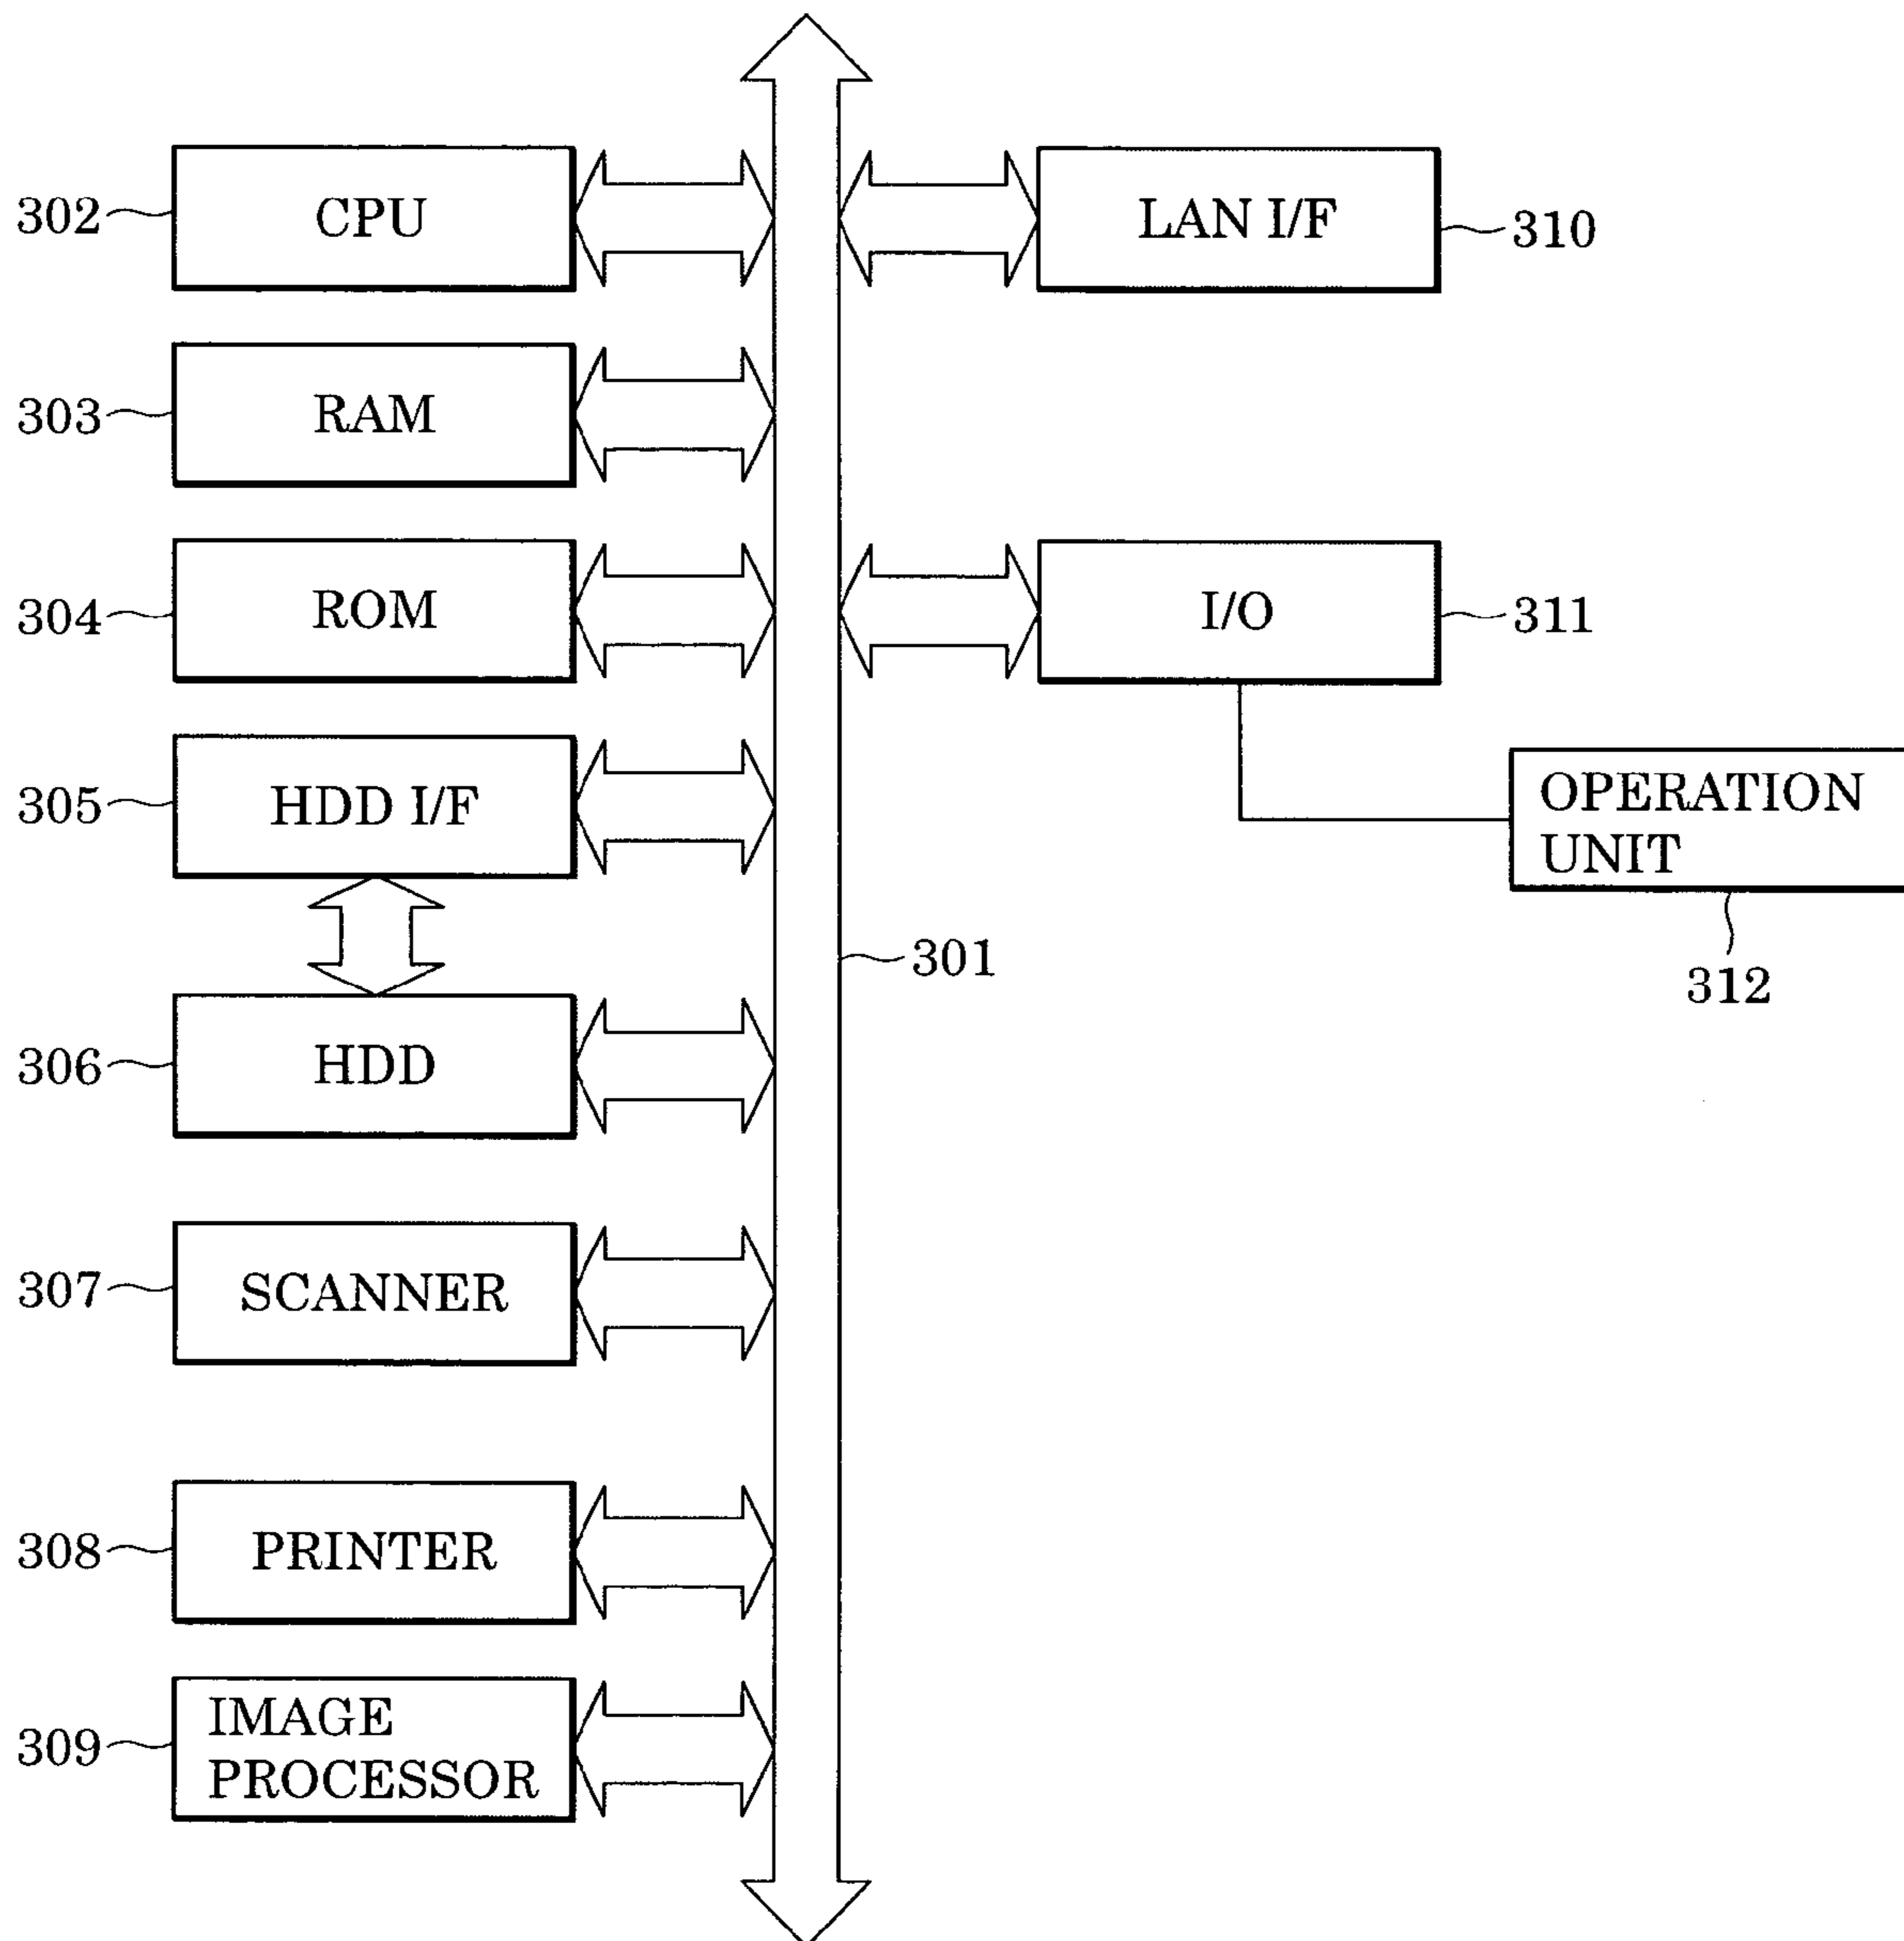 302
CPU
LAN I/F
310
303
RAM
304
ROM
I/O
311
305
HDD I/F
OPERATION
UNIT
301
312
306
HDD
307
SCANNER
308
PRINTER
309
IMAGE
PROCESSOR